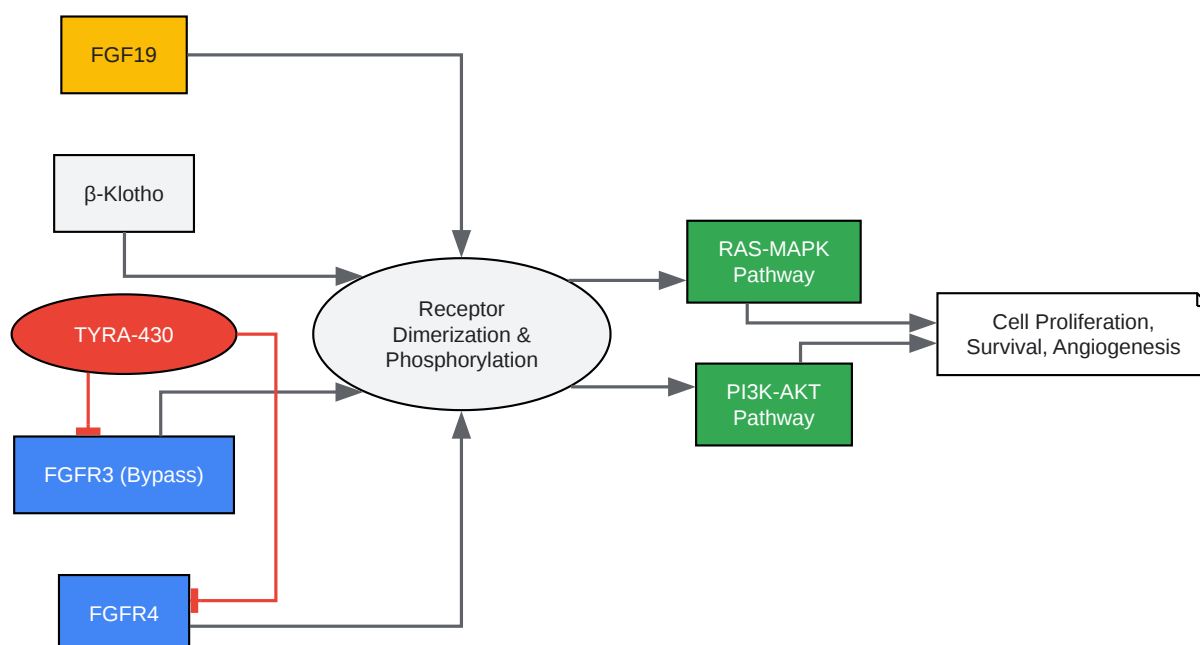 FGF19
β-Klotho
TYRA-430
FGFR3 (Bypass)
FGFR4
Receptor
Dimerization &
Phosphorylation
RAS-MAPK
Pathway
PI3K-AKT
Pathway
Cell Proliferation,
Survival, Angiogenesis